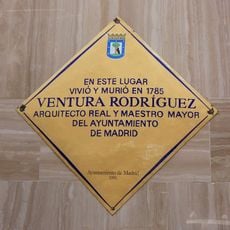 EN ESTE LUGAR
VIVIÓ Y MURIÓ EN 1785
VENTURA RODRÍGUEZ
ARQUITECTO REAL Y MAESTRO MAYOR
DEL AYUNTAMIENTO
DE MADRID
Ayuntamiento de Madrid